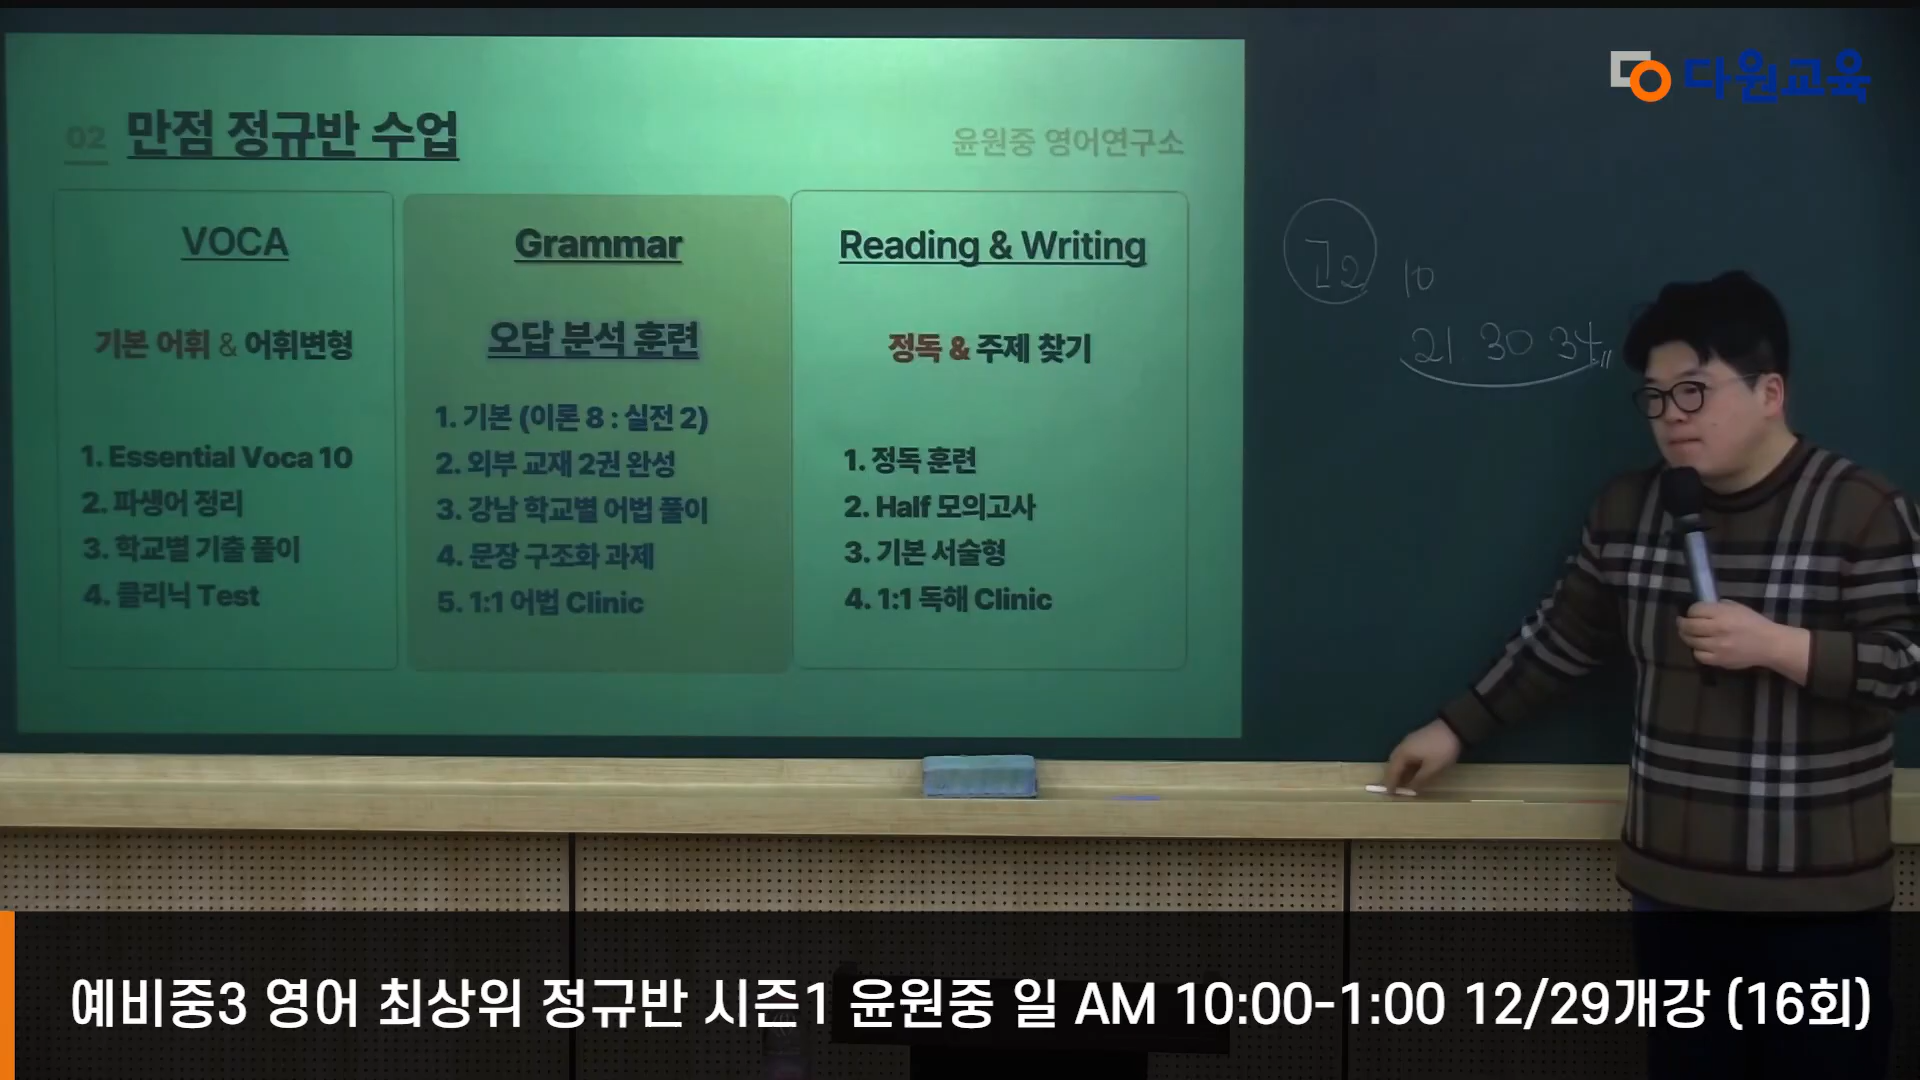 다원교육
02 만점 정규반 수업
윤원중 영어연구소
VOCA
기본 어휘 & 어휘변형
1. Essential Voca 10
2. 파생어 정리
3. 학교별 기출 풀이
4. 클리닉 Test
Grammar
오답 분석 훈련
1. 기본 (이론 8 : 실전 2)
2. 외부 교재 2권 완성
3. 강남 학교별 어법 풀이
4. 문장 구조화 과제
5. 1:1 어법 Clinic
Reading & Writing
정독 & 주제 찾기
1. 정독 훈련
2. Half 모의고사
3. 기본 서술형
4. 1:1 독해 Clinic
고2 10
21. 30 34
예비중3 영어 최상위 정규반 시즌1 윤원중 일 AM 10:00-1:00 12/29개강 (16회)